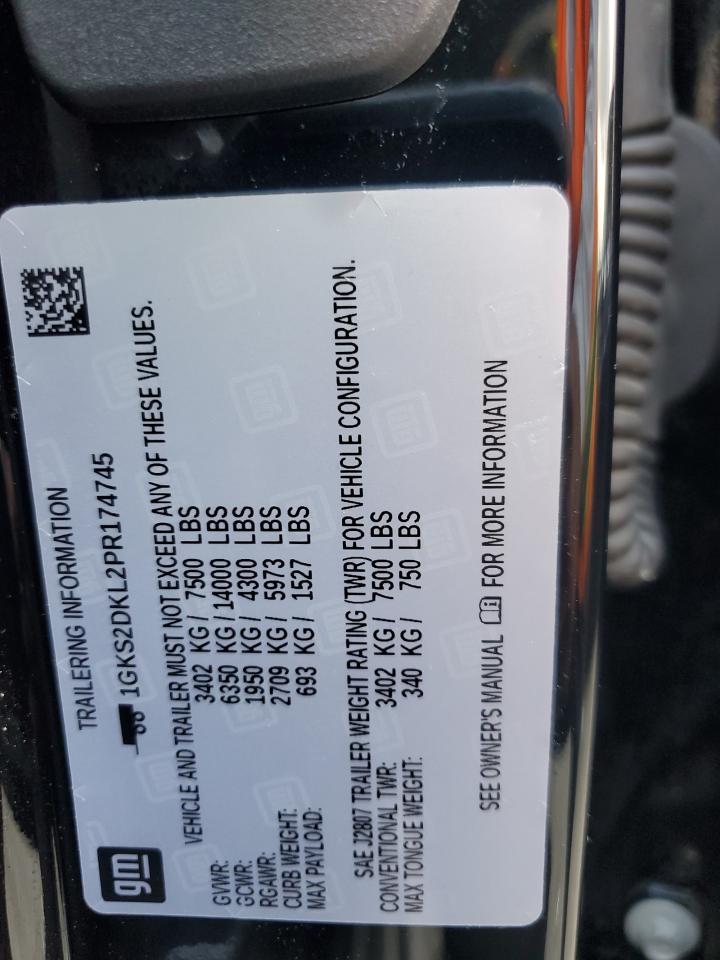 TRAILERING INFORMATION
1GKS2DKL2PR174745
VEHICLE AND TRAILER MUST NOT EXCEED ANY OF THESE VALUES.
GVWR: 3402 KG / 7500 LBS
GCWR: 6350 KG / 14000 LBS
RGAWR: 1950 KG / 4300 LBS
CURB WEIGHT: 2709 KG / 5973 LBS
MAX PAYLOAD: 693 KG / 1527 LBS
SAE J2807 TRAILER WEIGHT RATING (TWR) FOR VEHICLE CONFIGURATION.
CONVENTIONAL TWR: 3402 KG / 7500 LBS
MAX TONGUE WEIGHT: 340 KG / 750 LBS
SEE OWNER'S MANUAL FOR MORE INFORMATION
gm